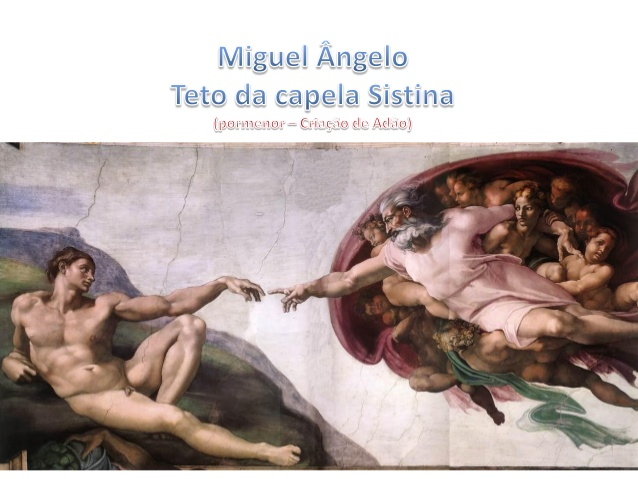 Miguel Ângelo
Teto da capela Sistina
(pormenor – Criação de Adão)